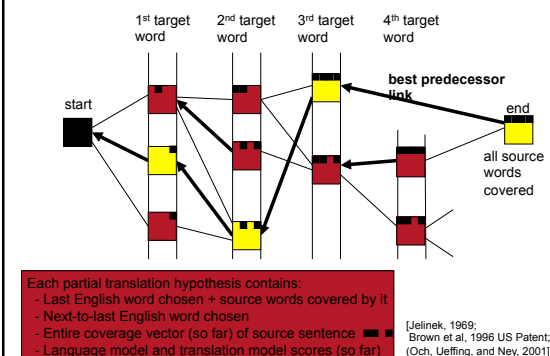 1st target
word
2nd target
word
3rd target
word
4th target
word
best predecessor
link
start
end
all source
words
covered
Each partial translation hypothesis contains:
- Last English word chosen + source words covered by it
- Next-to-last English word chosen
- Entire coverage vector (so far) of source sentence
- Language model and translation model scores (so far)
[Jelinek, 1969;
Brown et al, 1996 US Patent;
(Och, Ueffing, and Ney, 2001]